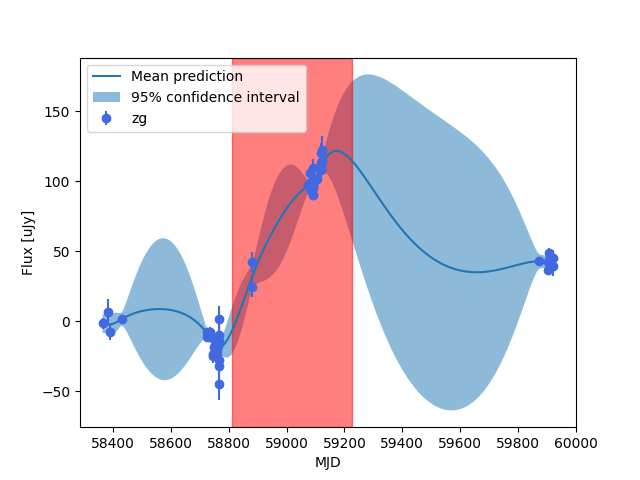 Mean prediction
95% confidence interval
zg
Flux [uJy]
150
100
50
0
−50
58400 58600 58800 59000 59200 59400 59600 59800 60000
MJD